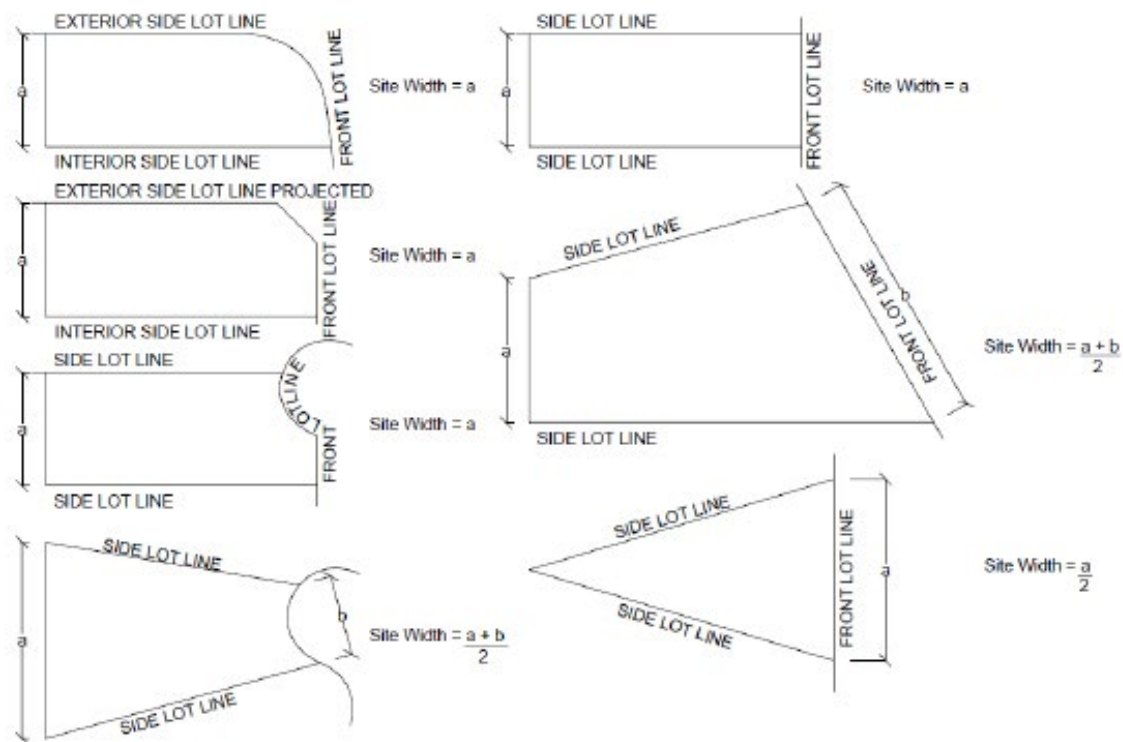 EXTERIOR SIDE LOT LINE
a
FRONT LOT LINE
Site Width = a
INTERIOR SIDE LOT LINE
SIDE LOT LINE
a
FRONT LOT LINE
Site Width = a
SIDE LOT LINE
EXTERIOR SIDE LOT LINE PROJECTED
a
FRONT LOT LINE
Site Width = a
INTERIOR SIDE LOT LINE
SIDE LOT LINE
a
b
FRONT LOT LINE
Site Width = a + b
2
SIDE LOT LINE
SIDE LOT LINE
a
LOTLINE
FRONT
Site Width = a
SIDE LOT LINE
SIDE LOT LINE
a
b
Site Width = a + b
2
SIDE LOT LINE
SIDE LOT LINE
FRONT LOT LINE
a
Site Width = a
2
SIDE LOT LINE